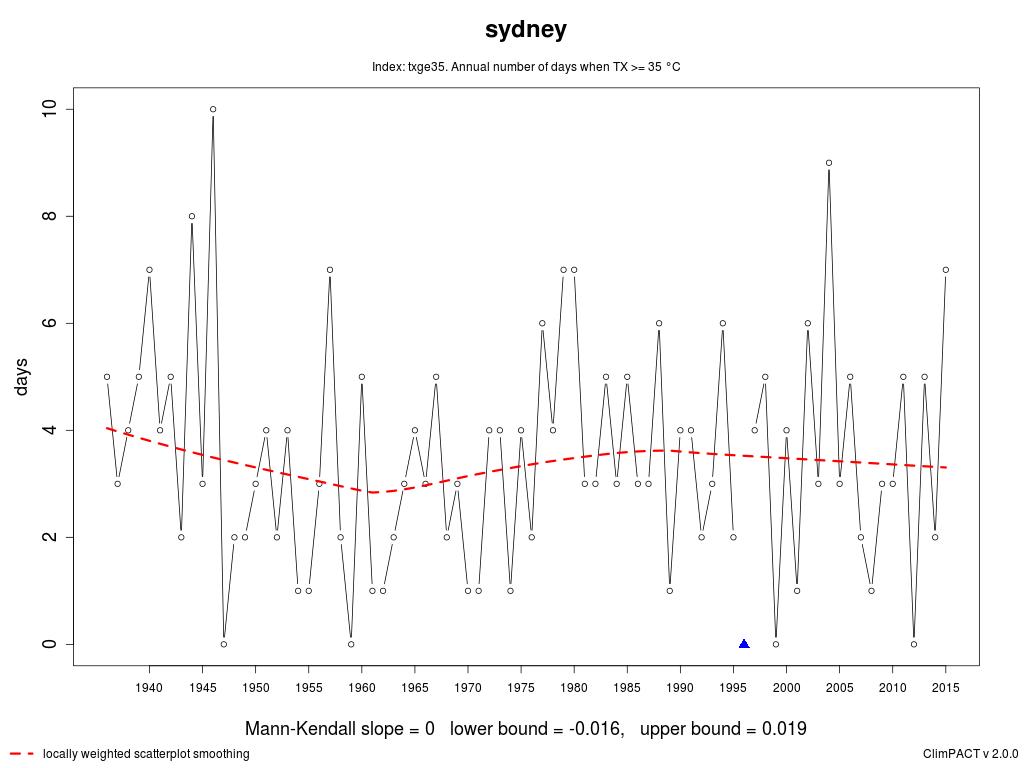 sydney
Index: txge35. Annual number of days when TX >= 35 °C
days
10
8
6
4
2
0
1940 1945 1950 1955 1960 1965 1970 1975 1980 1985 1990 1995 2000 2005 2010 2015
Mann-Kendall slope = 0 lower bound = -0.016, upper bound = 0.019
locally weighted scatterplot smoothing
ClimPACT v 2.0.0